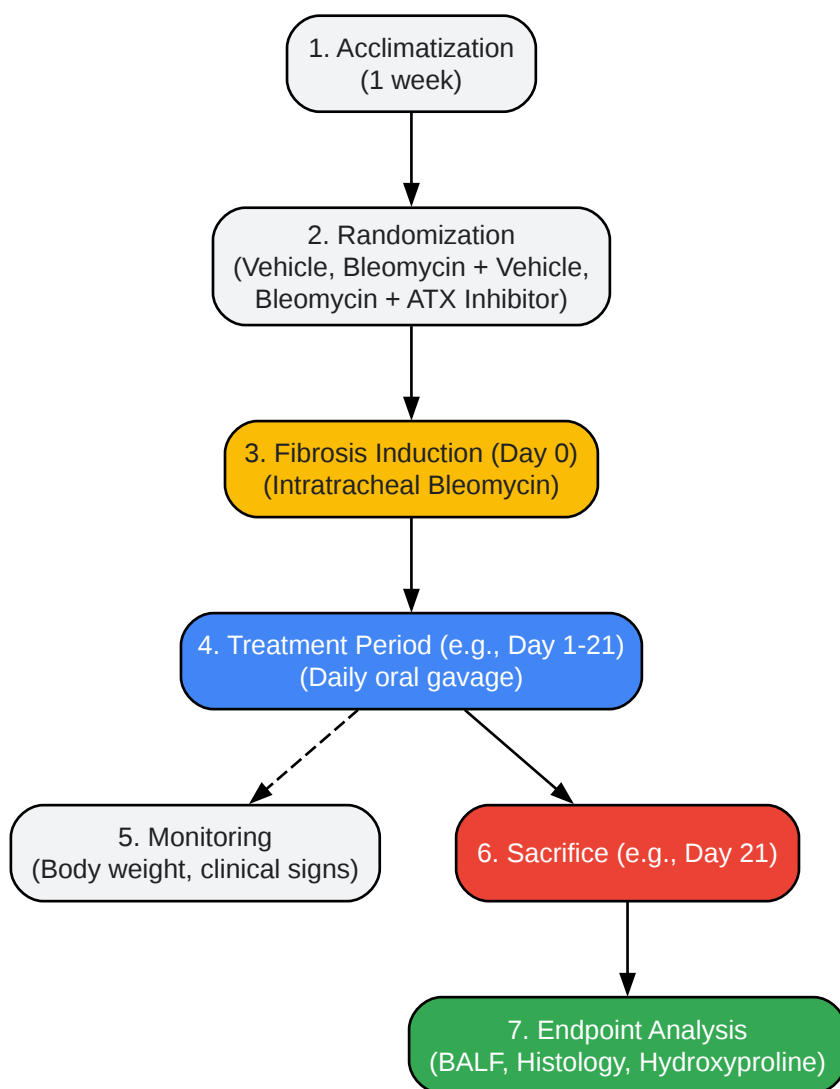 1. Acclimatization
(1 week)
2. Randomization
(Vehicle, Bleomycin + Vehicle,
Bleomycin + ATX Inhibitor)
3. Fibrosis Induction (Day 0)
(Intratracheal Bleomycin)
4. Treatment Period (e.g., Day 1-21)
(Daily oral gavage)
5. Monitoring
(Body weight, clinical signs)
6. Sacrifice (e.g., Day 21)
7. Endpoint Analysis
(BALF, Histology, Hydroxyproline)